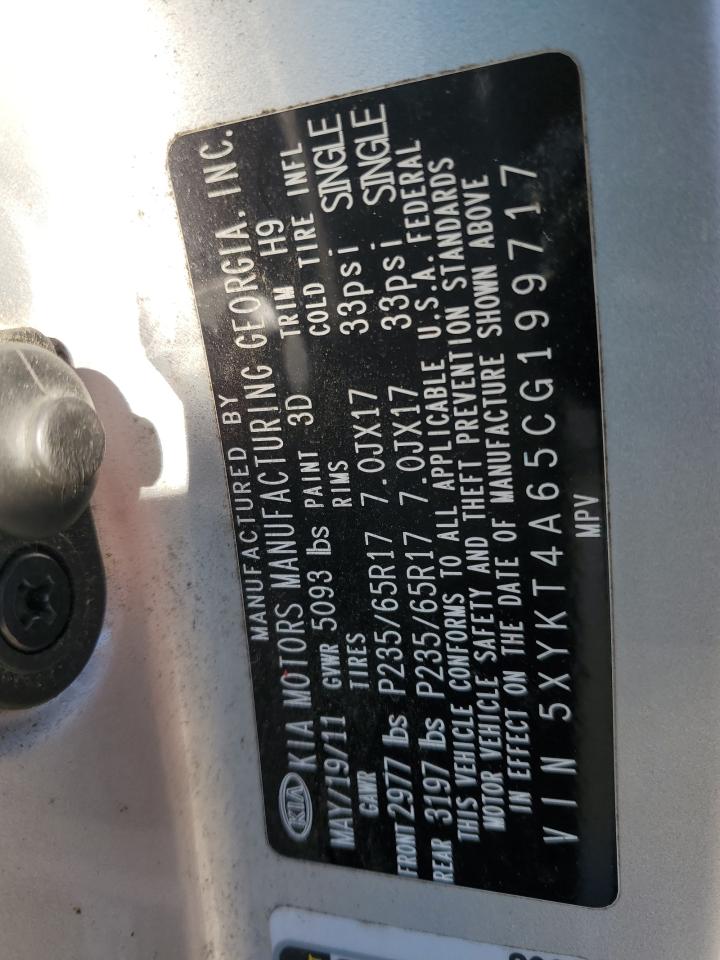 MANUFACTURED BY
KIA KIA MOTORS MANUFACTURING GEORGIA, INC.
MAY/19/11 GVWR 5093 lbs PAINT 3D TRIM H9
GAWR TIRES RIMS COLD TIRE INFL
FRONT 2977 lbs P235/65R17 7.0JX17 33psi SINGLE
REAR 3197 lbs P235/65R17 7.0JX17 33psi SINGLE
THIS VEHICLE CONFORMS TO ALL APPLICABLE U.S.A. FEDERAL
MOTOR VEHICLE SAFETY AND THEFT PREVENTION STANDARDS
IN EFFECT ON THE DATE OF MANUFACTURE SHOWN ABOVE
VIN 5XYKT4A65CG199717
MPV